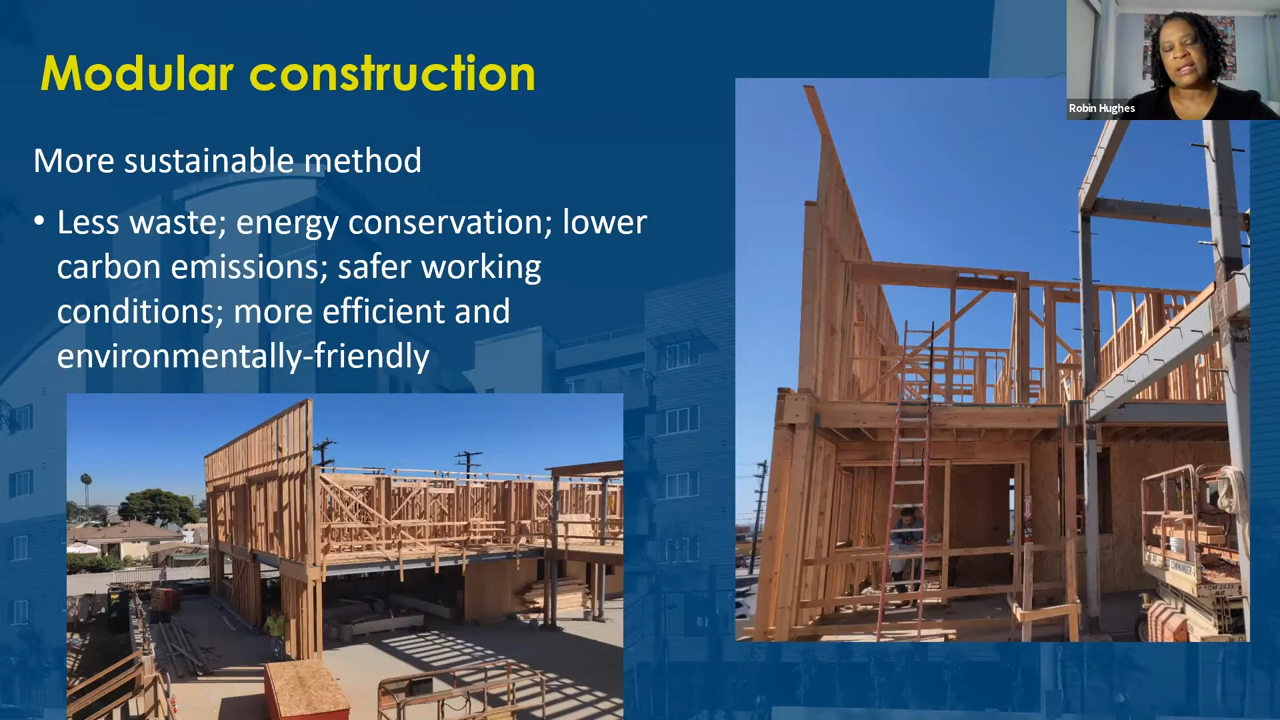 Modular construction
Robin Hughes
More sustainable method
• Less waste; energy conservation; lower
carbon emissions; safer working
conditions; more efficient and
environmentally-friendly